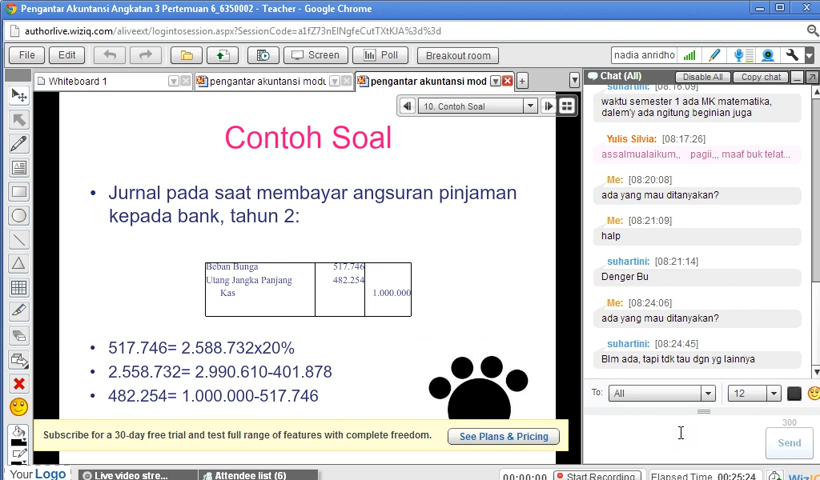 Pengantar Akuntansi Angkatan 3 Pertemuan 6_6350002 - Teacher - Google Chrome
authorlive.wiziq.com/aliveext/logintosession.aspx?SessionCode=a1fZ73nElNgfeCutTXtKJA%3d%3d
File Edit Screen Poll Breakout room nadia anridho
Whiteboard 1 pengantar akuntansi modu pengantar akuntansi mod
10. Contoh Soal
Contoh Soal
• Jurnal pada saat membayar angsuran pinjaman
kepada bank, tahun 2:
Beban Bunga 517.746
Utang Jangka Panjang 482.254
Kas 1.000.000
• 517.746= 2.588.732x20%
• 2.558.732= 2.990.610-401.878
• 482.254= 1.000.000-517.746
Subscribe for a 30-day free trial and test full range of features with complete freedom. See Plans & Pricing
Your Logo Live video stre... Attendee list (6)
Chat (All) Disable All Copy chat
suhartini: [08:16:09]
waktu semester 1 ada MK matematika,
dalem'y ada ngitung beginian juga
Yulis Silvia: [08:17:26]
assalmualaikum,, pagii,,, maaf buk telat...
Me: [08:20:08]
ada yang mau ditanyakan?
Me: [08:21:09]
halp
suhartini: [08:21:14]
Denger Bu
Me: [08:24:06]
ada yang mau ditanyakan?
suhartini: [08:24:45]
Blm ada, tapi tdk tau dgn yg lainnya
To: All 12
300
Send
00:00:00 Start Recording Elapsed Time 00:25:24